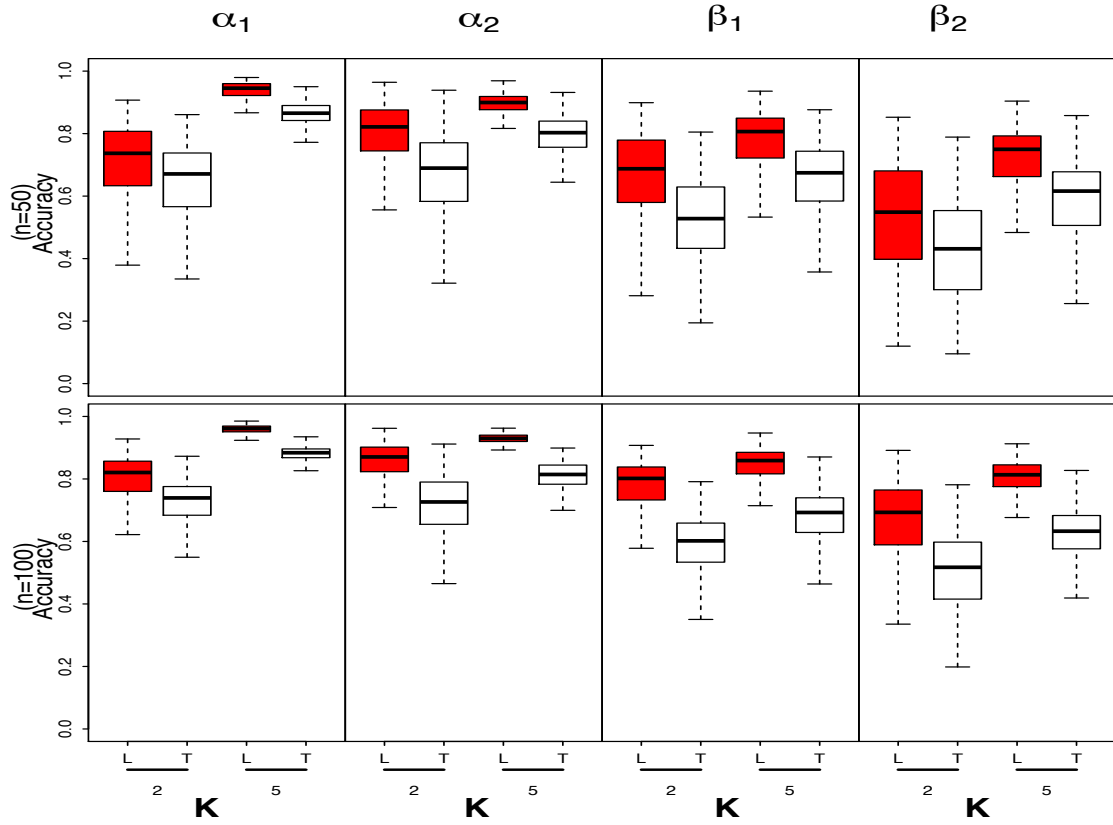 α1 α2 β1 β2
(n=50)
Accuracy
1.0
0.8
0.6
0.4
0.2
0.0
(n=100)
Accuracy
1.0
0.8
0.6
0.4
0.2
0.0
L T L T L T L T L T L T L T L T
2 5 2 5 2 5 2 5
K K K K